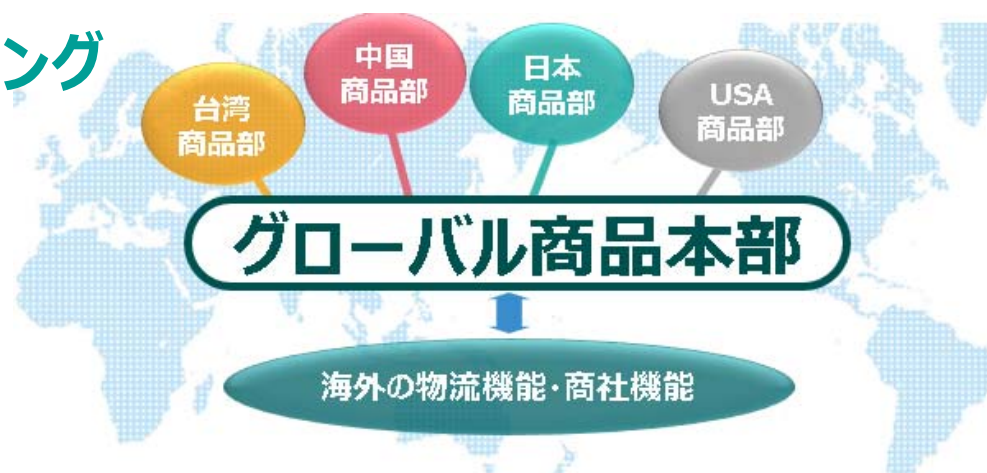 ング
台湾
商品部
中国
商品部
日本
商品部
USA
商品部
グローバル商品本部
海外の物流機能・商社機能